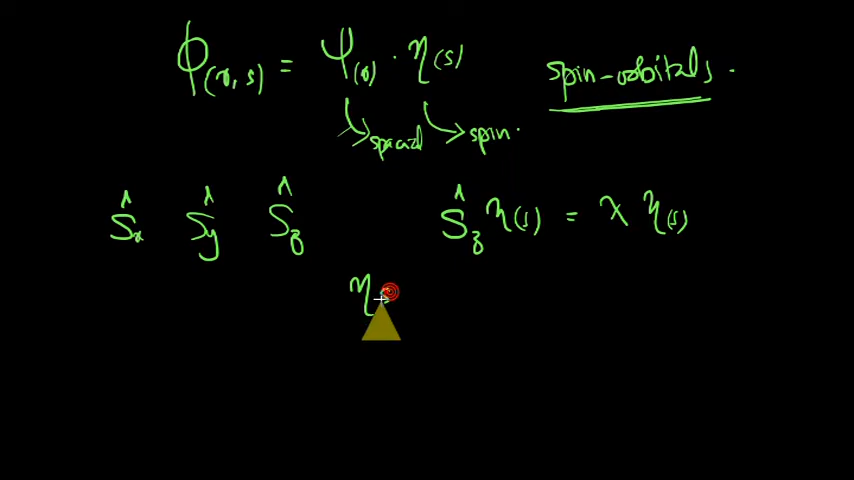 φ(r, s) = ψ(r) · η(s) spin-orbitals.
spacial spin.
Ŝx Ŝy Ŝz Ŝz η(s) = λ η(s)
η